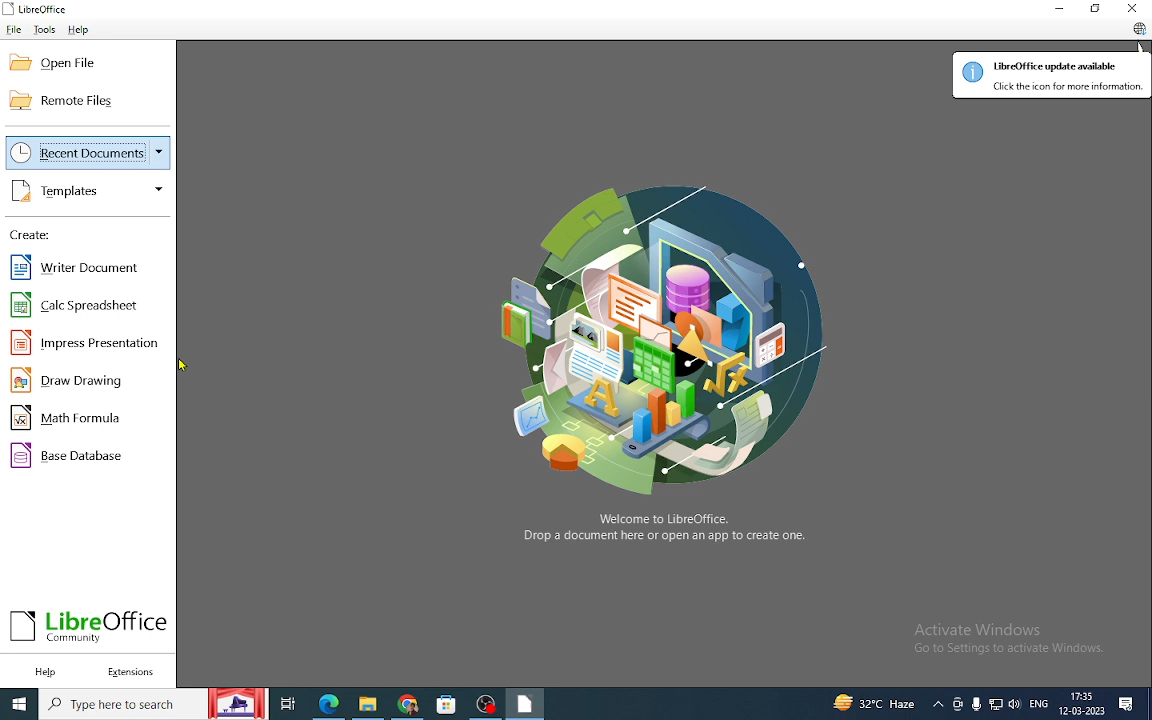 LibreOffice
File Tools Help
LibreOffice update available
Click the icon for more information.
Open File
Remote Files
Recent Documents
Templates
Create:
Writer Document
Calc Spreadsheet
Impress Presentation
Draw Drawing
Math Formula
Base Database
Welcome to LibreOffice.
Drop a document here or open an app to create one.
LibreOffice
Community
Activate Windows
Go to Settings to activate Windows.
Help Extensions
Type here to search
32°C Haze
ENG
17:35
12-03-2023